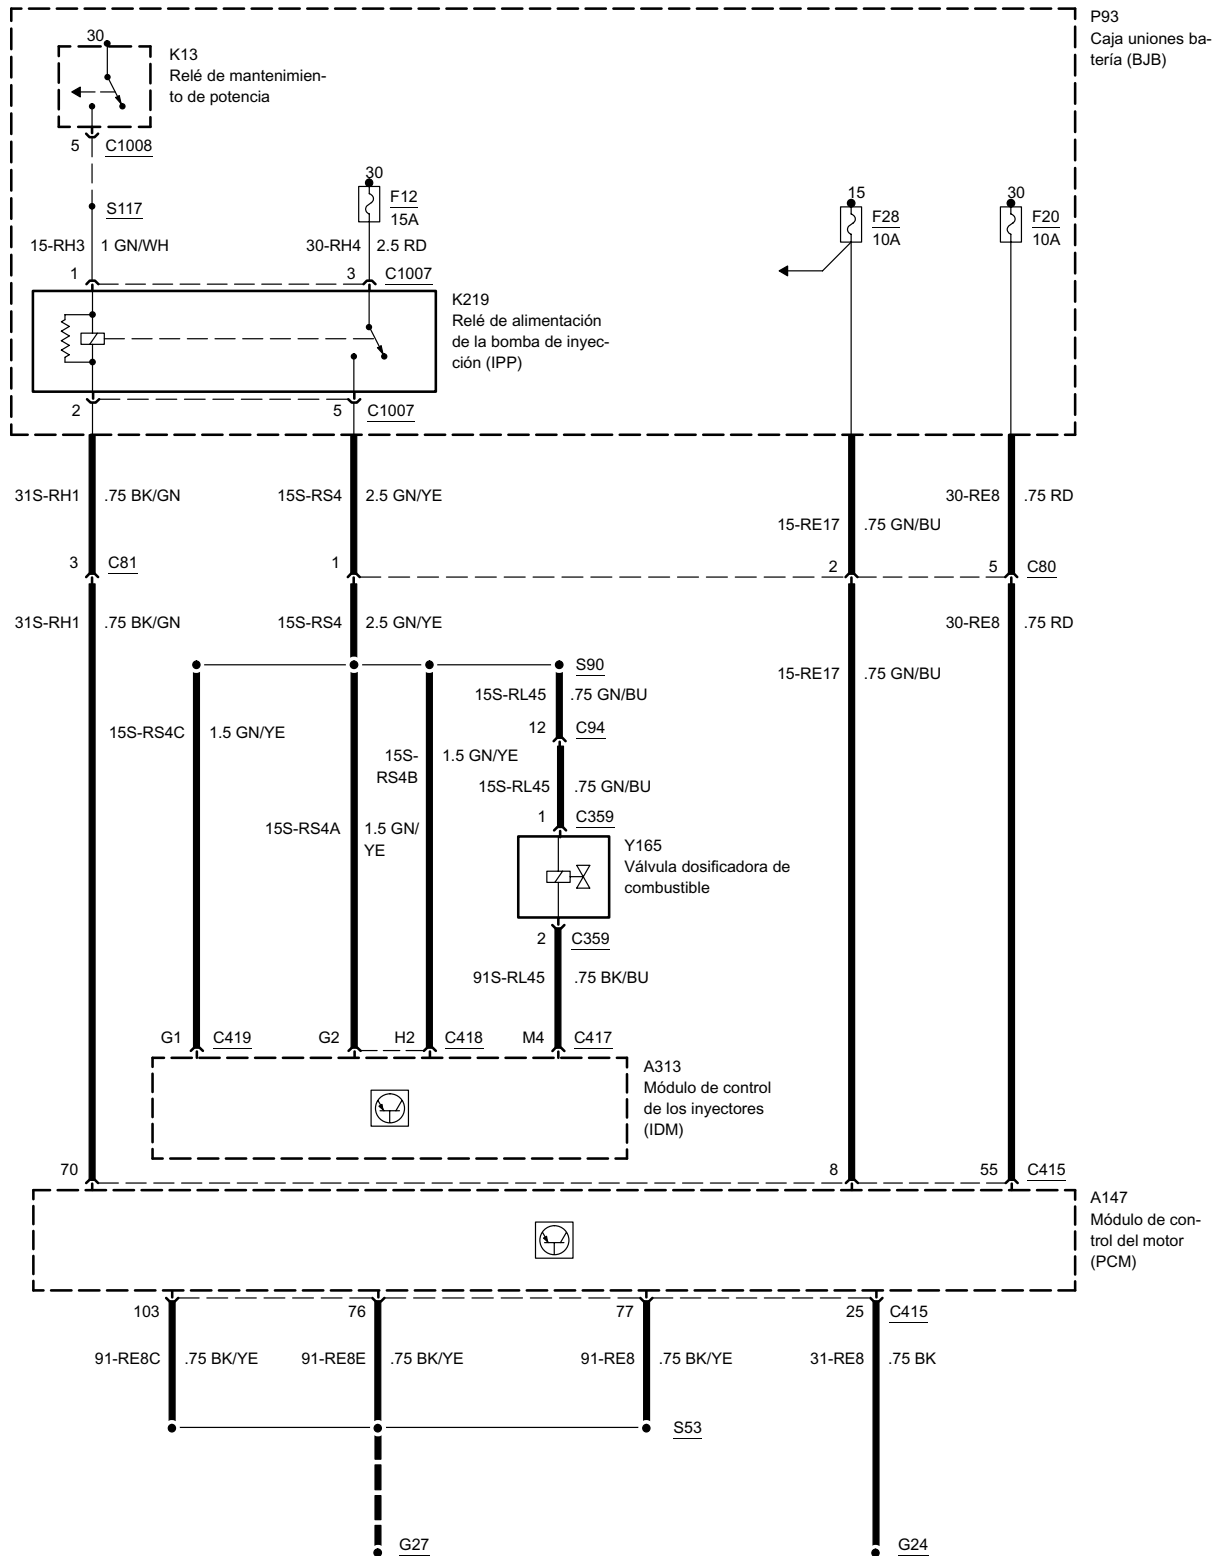 P93
Caja uniones ba-
tería (BJB)
30
K13
Relé de mantenimien-
to de potencia
5 C1008
30
F12
15A
15
F28
10A
30
F20
10A
S117
15-RH3 1 GN/WH
30-RH4 2.5 RD
1
3 C1007
K219
Relé de alimentación
de la bomba de inyec-
ción (IPP)
2
5 C1007
31S-RH1 .75 BK/GN
15S-RS4 2.5 GN/YE
30-RE8 .75 RD
15-RE17 .75 GN/BU
3 C81
1
2
5 C80
31S-RH1 .75 BK/GN
15S-RS4 2.5 GN/YE
30-RE8 .75 RD
S90
15-RE17 .75 GN/BU
15S-RL45 .75 GN/BU
15S-RS4C 1.5 GN/YE
12 C94
15S-
RS4B
1.5 GN/YE
15S-RL45 .75 GN/BU
1 C359
15S-RS4A
1.5 GN/
YE
Y165
Válvula dosificadora de
combustible
2 C359
91S-RL45 .75 BK/BU
G1 C419
G2
H2 C418
M4 C417
A313
Módulo de control
de los inyectores
(IDM)
70
8
55 C415
A147
Módulo de con-
trol del motor
(PCM)
103
76
77
25 C415
91-RE8C .75 BK/YE
91-RE8E .75 BK/YE
91-RE8 .75 BK/YE
31-RE8 .75 BK
S53
G27
G24